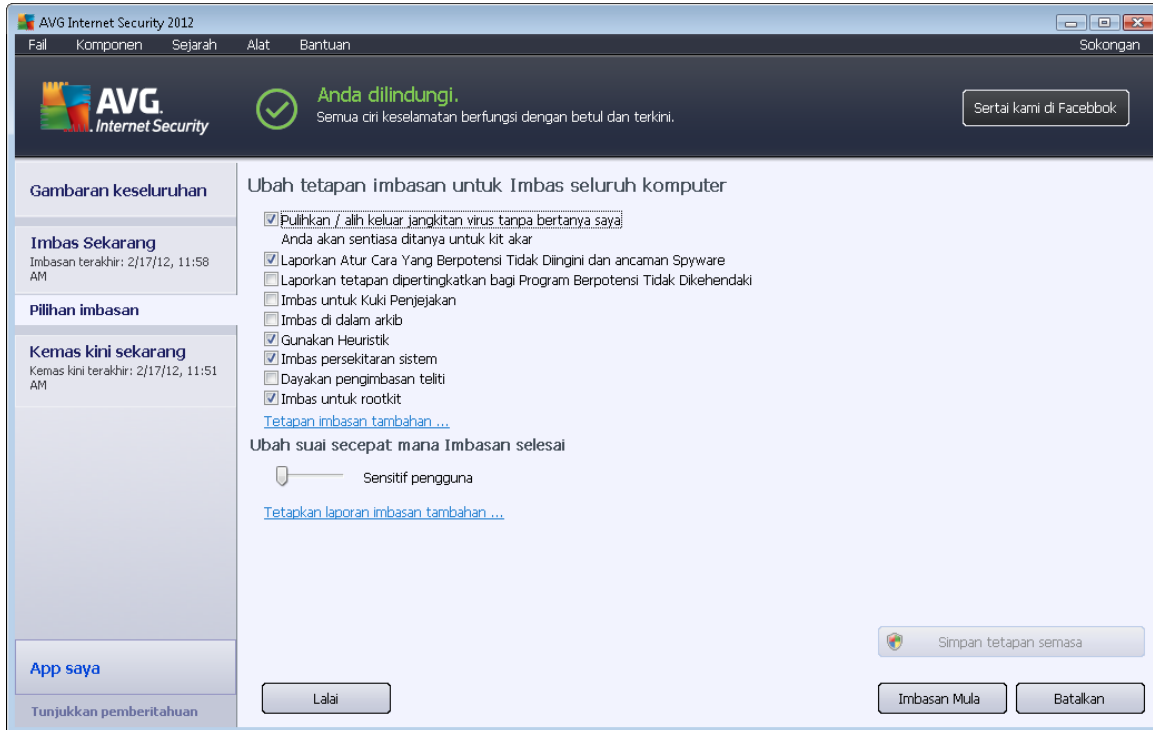 AVG Internet Security 2012
Fail Komponen Sejarah Alat Bantuan Sokongan
AVG.
Internet Security
Anda dilindungi.
Semua ciri keselamatan berfungsi dengan betul dan terkini.
Sertai kami di Facebbok
Gambaran keseluruhan
Imbas Sekarang
Imbasan terakhir: 2/17/12, 11:58
AM
Pilihan imbasan
Kemas kini sekarang
Kemas kini terakhir: 2/17/12, 11:51
AM
App saya
Tunjukkan pemberitahuan
Ubah tetapan imbasan untuk Imbas seluruh komputer
Pulihkan / alih keluar jangkitan virus tanpa bertanya saya
Anda akan sentiasa ditanya untuk kit akar
Laporkan Atur Cara Yang Berpotensi Tidak Diingini dan ancaman Spyware
Laporkan tetapan dipertingkatkan bagi Program Berpotensi Tidak Dikehendaki
Imbas untuk Kuki Penjejakan
Imbas di dalam arkib
Gunakan Heuristik
Imbas persekitaran sistem
Dayakan pengimbasan teliti
Imbas untuk rootkit
Tetapan imbasan tambahan ...
Ubah suai secepat mana Imbasan selesai
Sensitif pengguna
Tetapkan laporan imbasan tambahan ...
Simpan tetapan semasa
Lalai
Imbasan Mula
Batalkan